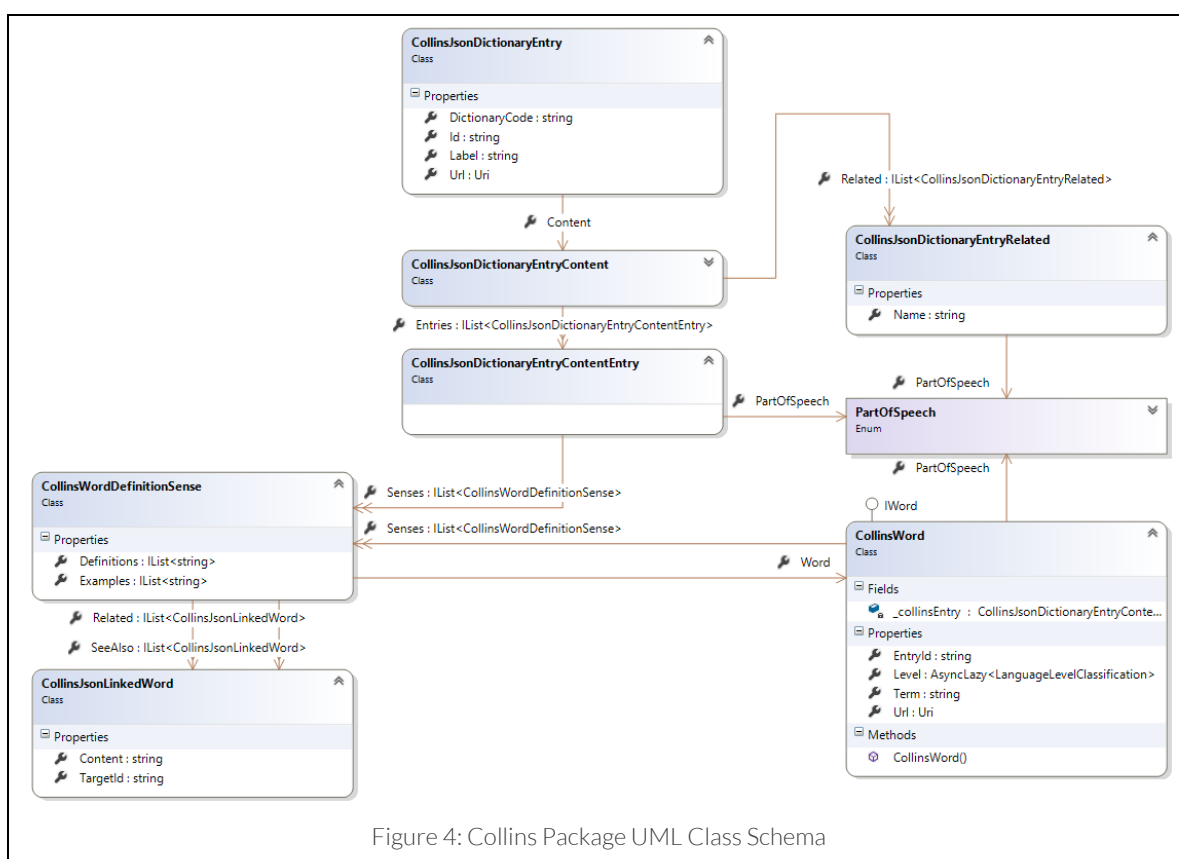 CollinsJsonDictionaryEntry
Class
Properties
DictionaryCode : string
Id : string
Label : string
Url : Uri
Content
Related : IList<CollinsJsonDictionaryEntryRelated>
CollinsJsonDictionaryEntryContent
Class
CollinsJsonDictionaryEntryRelated
Class
Properties
Name : string
Entries : IList<CollinsJsonDictionaryEntryContentEntry>
CollinsJsonDictionaryEntryContentEntry
Class
PartOfSpeech
PartOfSpeech
PartOfSpeech
Enum
PartOfSpeech
CollinsWordDefinitionSense
Class
Properties
Definitions : IList<string>
Examples : IList<string>
Senses : IList<CollinsWordDefinitionSense>
Senses : IList<CollinsWordDefinitionSense>
IWord
Word
CollinsWord
Class
Fields
_collinsEntry : CollinsJsonDictionaryEntryConte...
Properties
EntryId : string
Level : AsyncLazy<LanguageLevelClassification>
Term : string
Url : Uri
Methods
CollinsWord()
Related : IList<CollinsJsonLinkedWord>
SeeAlso : IList<CollinsJsonLinkedWord>
CollinsJsonLinkedWord
Class
Properties
Content : string
TargetId : string
Figure 4: Collins Package UML Class Schema